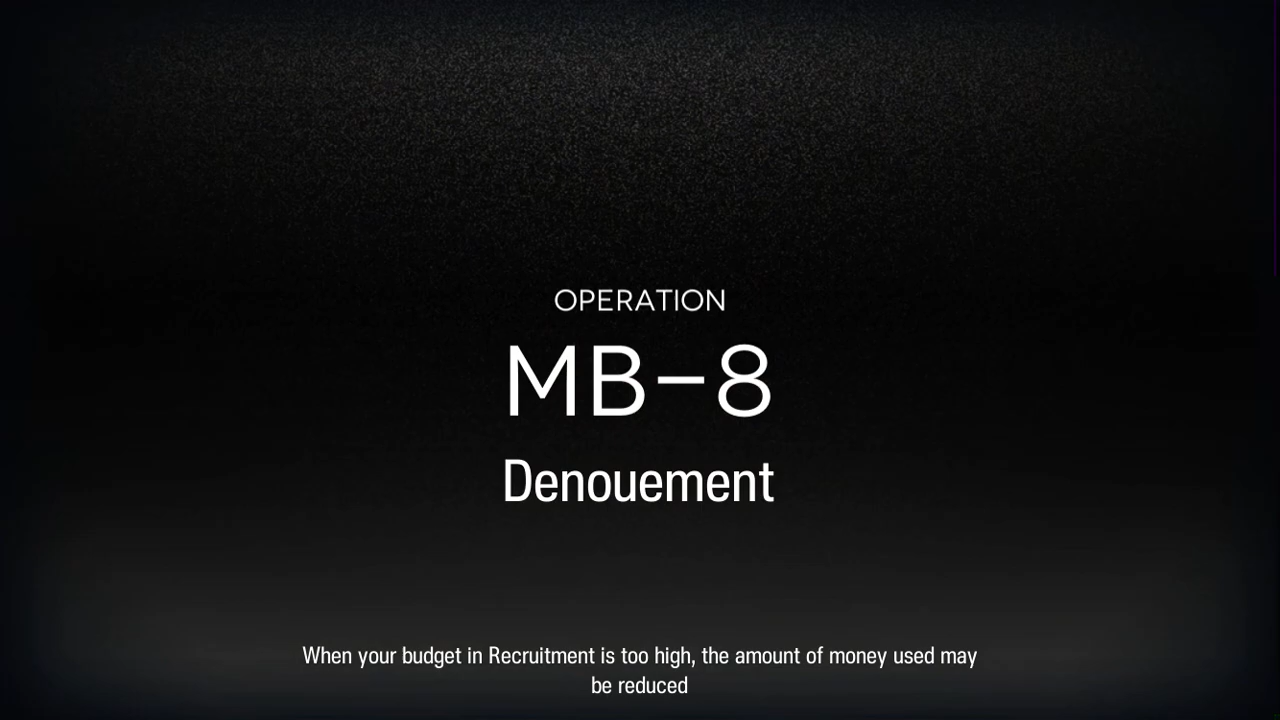 OPERATION
MB-8
Denouement
When your budget in Recruitment is too high, the amount of money used may
be reduced